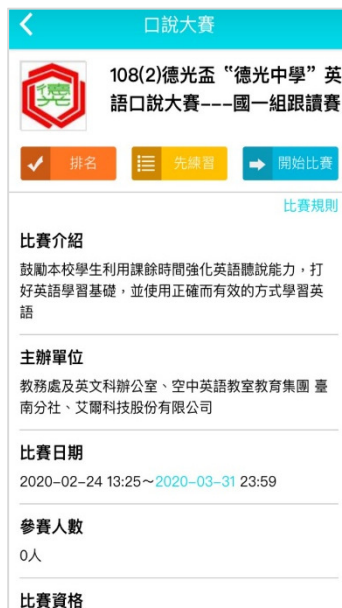 口說大賽
108(2)德光盃“德光中學”英
語口說大賽---國一組跟讀賽
排名
先練習
開始比賽
比賽規則
比賽介紹
鼓勵本校學生利用課餘時間強化英語聽說能力，打
好英語學習基礎，並使用正確而有效的方式學習英
語
主辦單位
教務處及英文科辦公室、空中英語教室教育集團 臺
南分社、艾爾科技股份有限公司
比賽日期
2020-02-24 13:25～2020-03-31 23:59
參賽人數
0人
比賽資格